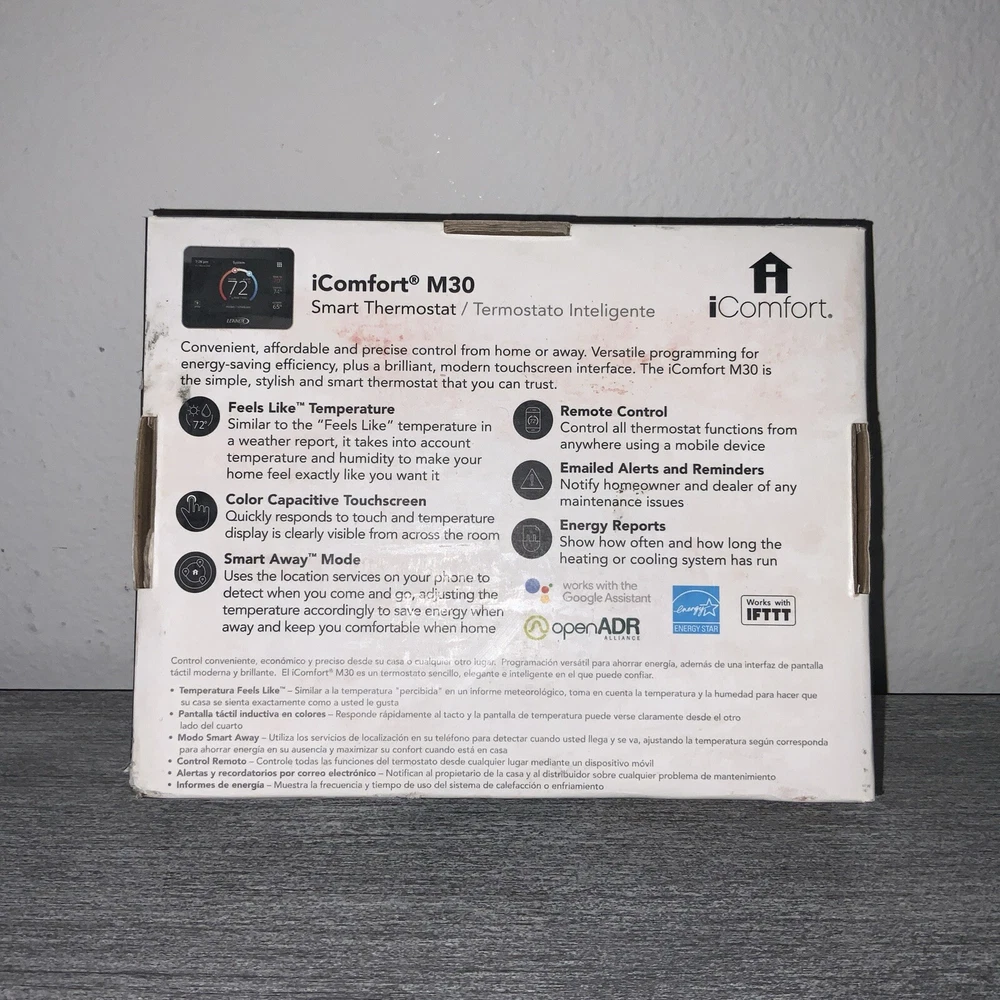 72
LENNOX
iComfort® M30
Smart Thermostat / Termostato Inteligente
iComfort.
Convenient, affordable and precise control from home or away. Versatile programming for
energy-saving efficiency, plus a brilliant, modern touchscreen interface. The iComfort M30 is
the simple, stylish and smart thermostat that you can trust.
72°
Feels Like™ Temperature
Similar to the “Feels Like” temperature in
a weather report, it takes into account
temperature and humidity to make your
home feel exactly like you want it
Color Capacitive Touchscreen
Quickly responds to touch and temperature
display is clearly visible from across the room
Smart Away™ Mode
Uses the location services on your phone to
detect when you come and go, adjusting the
temperature accordingly to save energy when
away and keep you comfortable when home
Remote Control
Control all thermostat functions from
anywhere using a mobile device
Emailed Alerts and Reminders
Notify homeowner and dealer of any
maintenance issues
Energy Reports
Show how often and how long the
heating or cooling system has run
works with the
Google Assistant
openADR
ALLIANCE
energy
ENERGY STAR
Works with
IFTTT
Control conveniente, económico y preciso desde su casa o cualquier otro lugar. Programación versátil para ahorrar energía, además de una interfaz de pantalla
táctil moderna y brillante. El iComfort® M30 es un termostato sencillo, elegante e inteligente en el que puede confiar.
• Temperatura Feels Like™ – Similar a la temperatura "percibida" en un informe meteorológico, toma en cuenta la temperatura y la humedad para hacer que
su casa se sienta exactamente como a usted le gusta
• Pantalla táctil inductiva en colores – Responde rápidamente al tacto y la pantalla de temperatura puede verse claramente desde el otro
lado del cuarto
• Modo Smart Away – Utiliza los servicios de localización en su teléfono para detectar cuando usted llega y se va, ajustando la temperatura según corresponda
para ahorrar energía en su ausencia y maximizar su confort cuando está en casa
• Control Remoto – Controle todas las funciones del termostato desde cualquier lugar mediante un dispositivo móvil
• Alertas y recordatorios por correo electrónico – Notifican al propietario de la casa y al distribuidor sobre cualquier problema de mantenimiento
• Informes de energía – Muestra la frecuencia y tiempo de uso del sistema de calefacción o enfriamiento